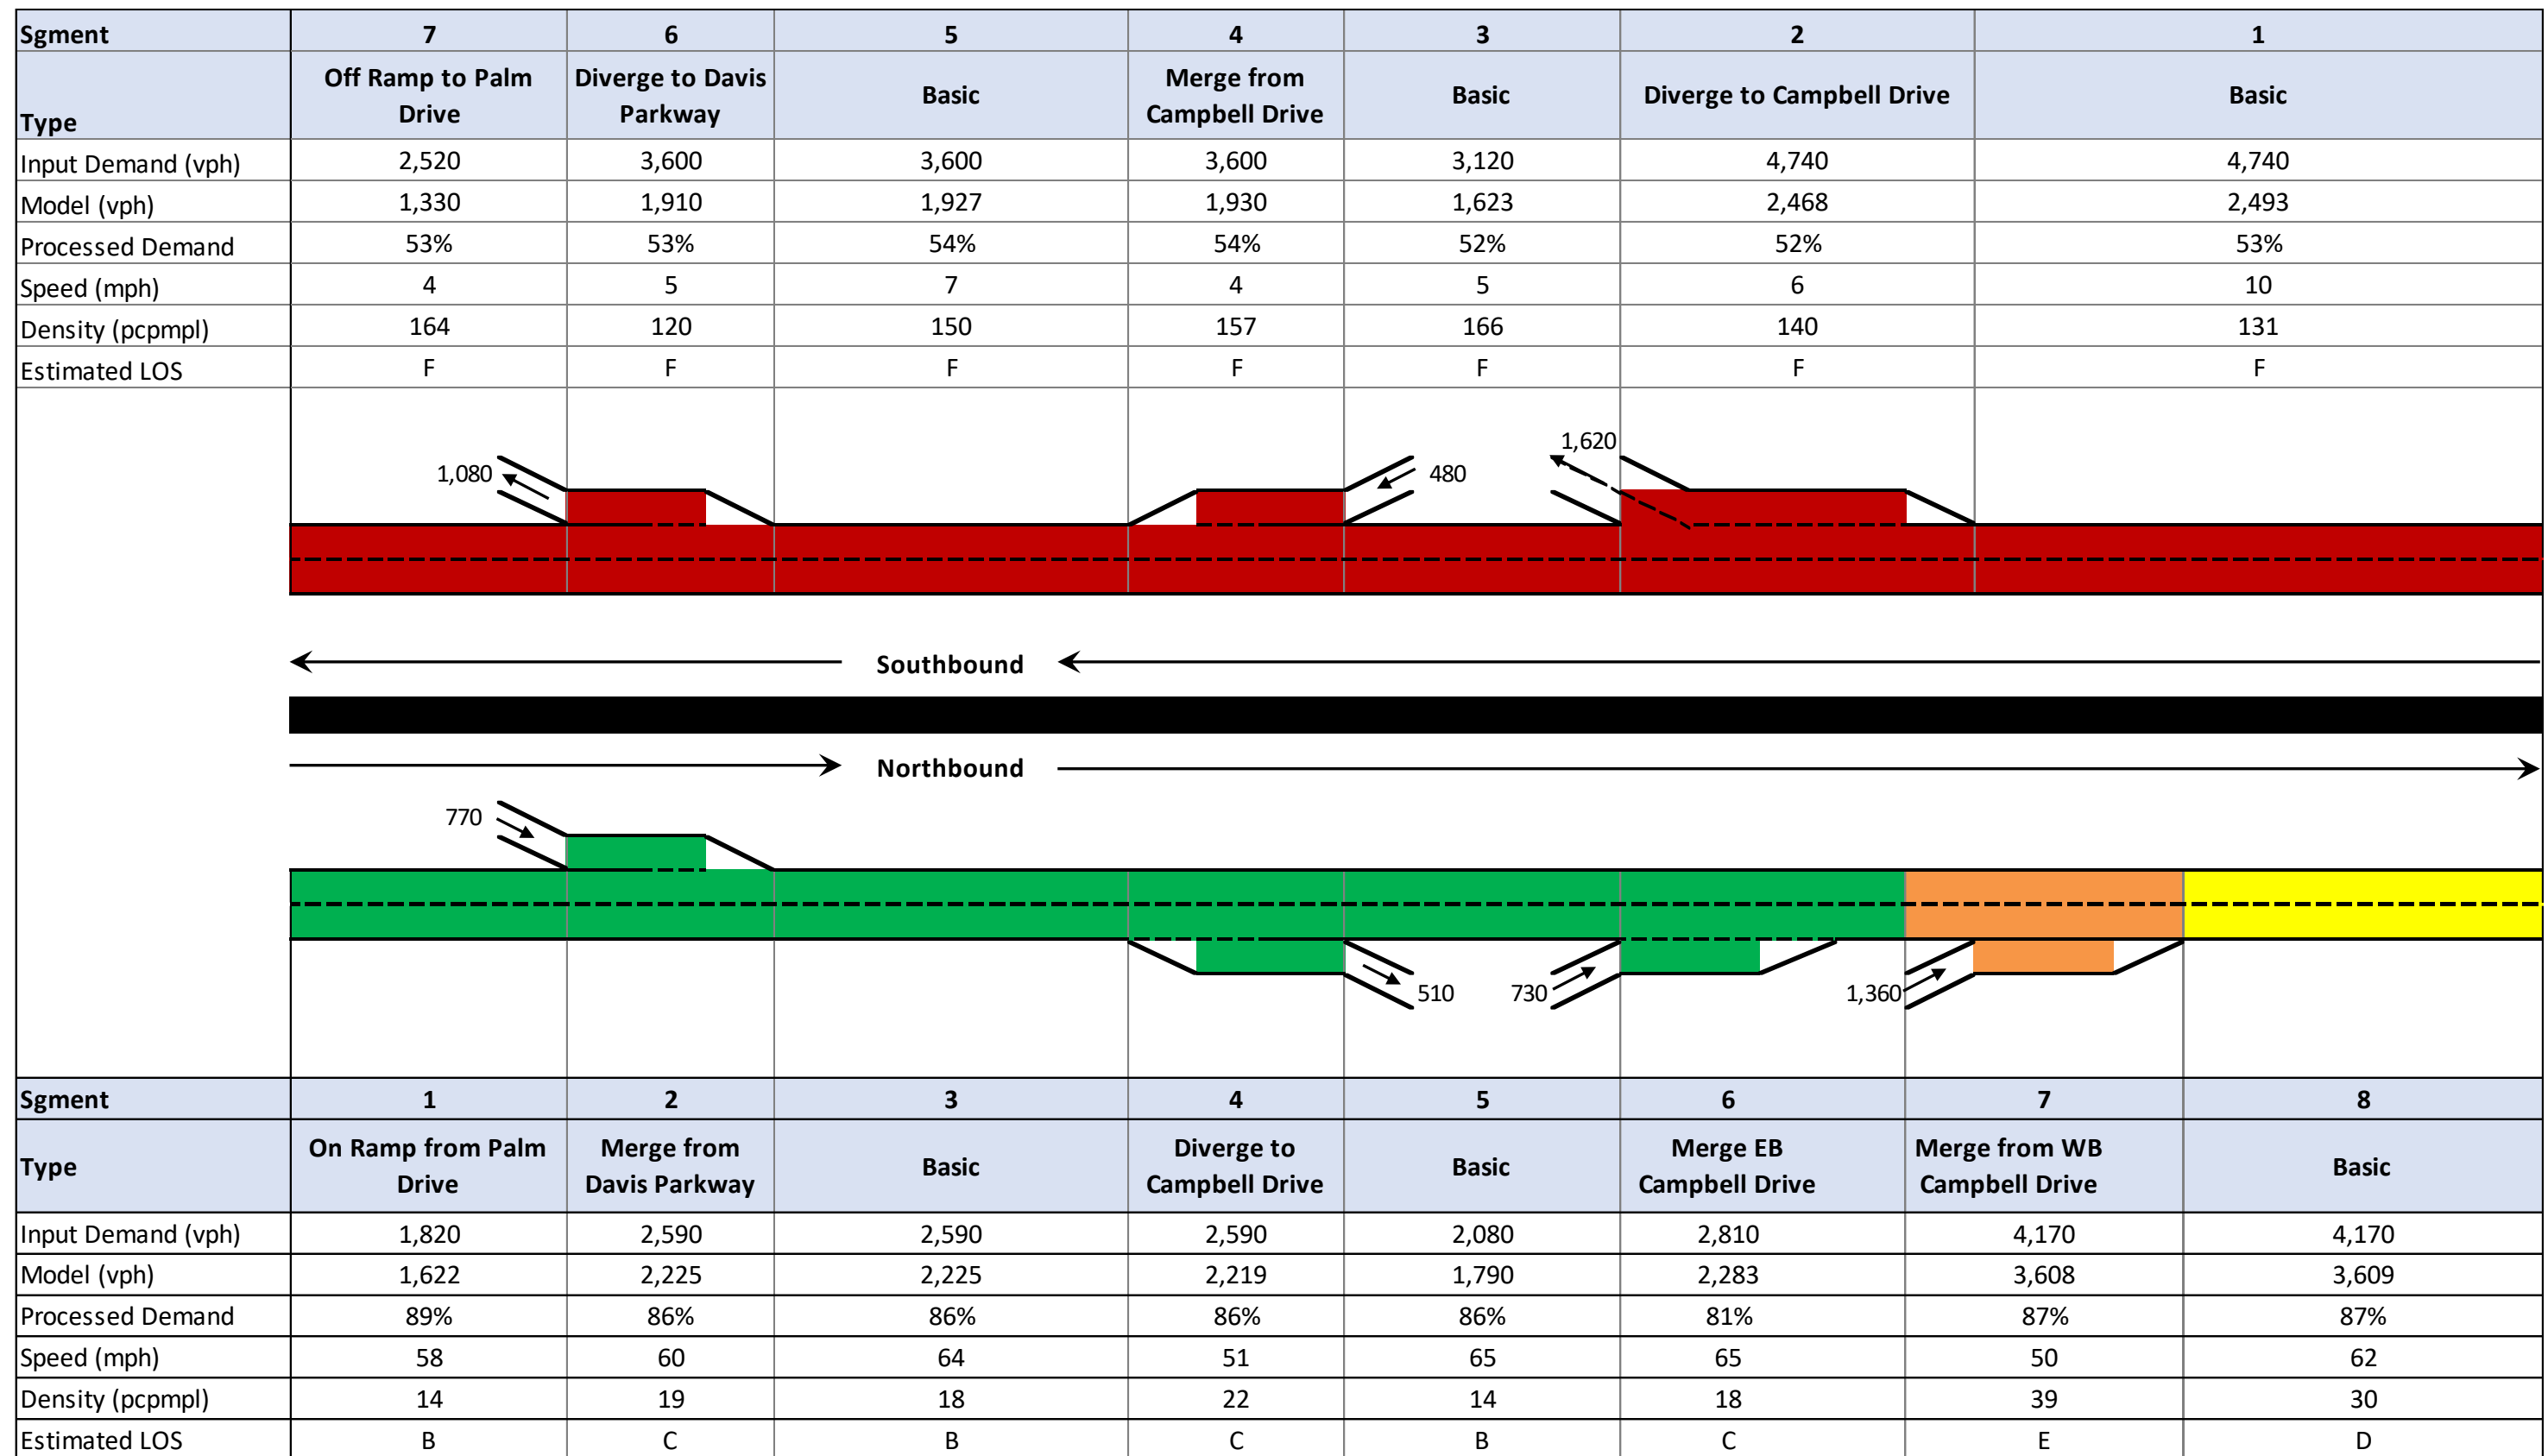 Sgment 7 6 5 4 3 2 1
Type Off Ramp to Palm Drive Diverge to Davis Parkway Basic Merge from Campbell Drive Basic Diverge to Campbell Drive Basic
Input Demand (vph) 2,520 3,600 3,600 3,600 3,120 4,740 4,740
Model (vph) 1,330 1,910 1,927 1,930 1,623 2,468 2,493
Processed Demand 53% 53% 54% 54% 52% 52% 53%
Speed (mph) 4 5 7 4 5 6 10
Density (pcpmpl) 164 120 150 157 166 140 131
Estimated LOS F F F F F F F
1,080 480 1,620
Southbound
Northbound
770
510 730 1,360
Sgment 1 2 3 4 5 6 7 8
Type On Ramp from Palm Drive Merge from Davis Parkway Basic Diverge to Campbell Drive Basic Merge EB Campbell Drive Merge from WB Campbell Drive Basic
Input Demand (vph) 1,820 2,590 2,590 2,590 2,080 2,810 4,170 4,170
Model (vph) 1,622 2,225 2,225 2,219 1,790 2,283 3,608 3,609
Processed Demand 89% 86% 86% 86% 86% 81% 87% 87%
Speed (mph) 58 60 64 51 65 65 50 62
Density (pcpmpl) 14 19 18 22 14 18 39 30
Estimated LOS B C B C B C E D